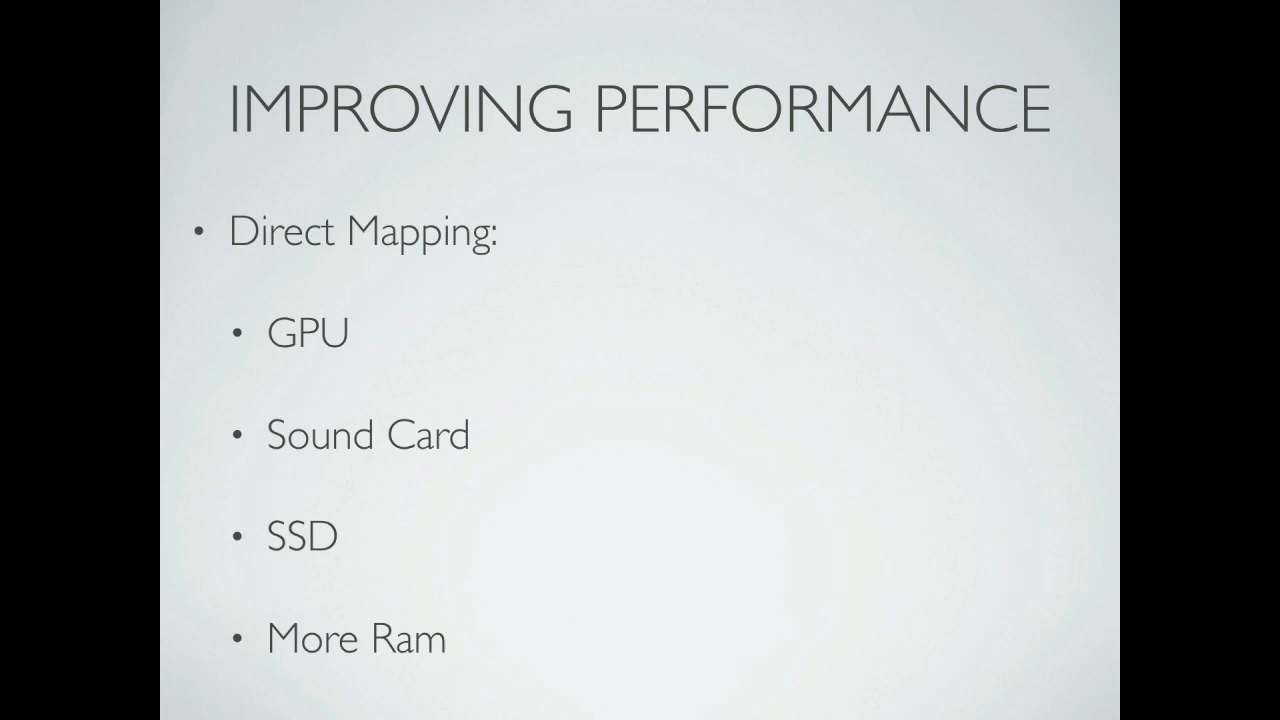 IMPROVING PERFORMANCE
• Direct Mapping:
• GPU
• Sound Card
• SSD
• More Ram